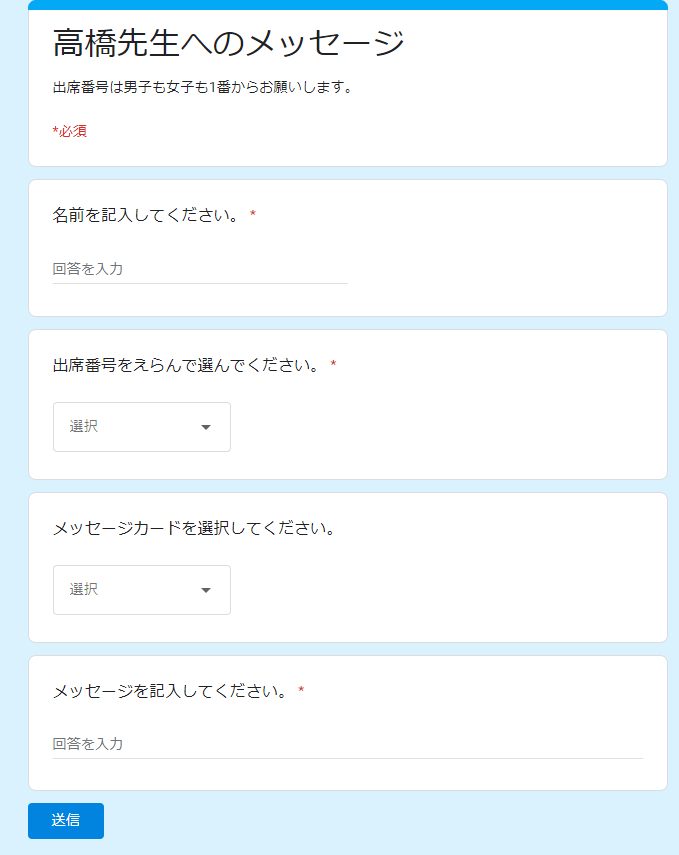 高橋先生へのメッセージ
出席番号は男子も女子も1番からお願いします。
*必須
名前を記入してください。 *
回答を入力
出席番号をえらんで選んでください。 *
選択
メッセージカードを選択してください。
選択
メッセージを記入してください。 *
回答を入力
送信